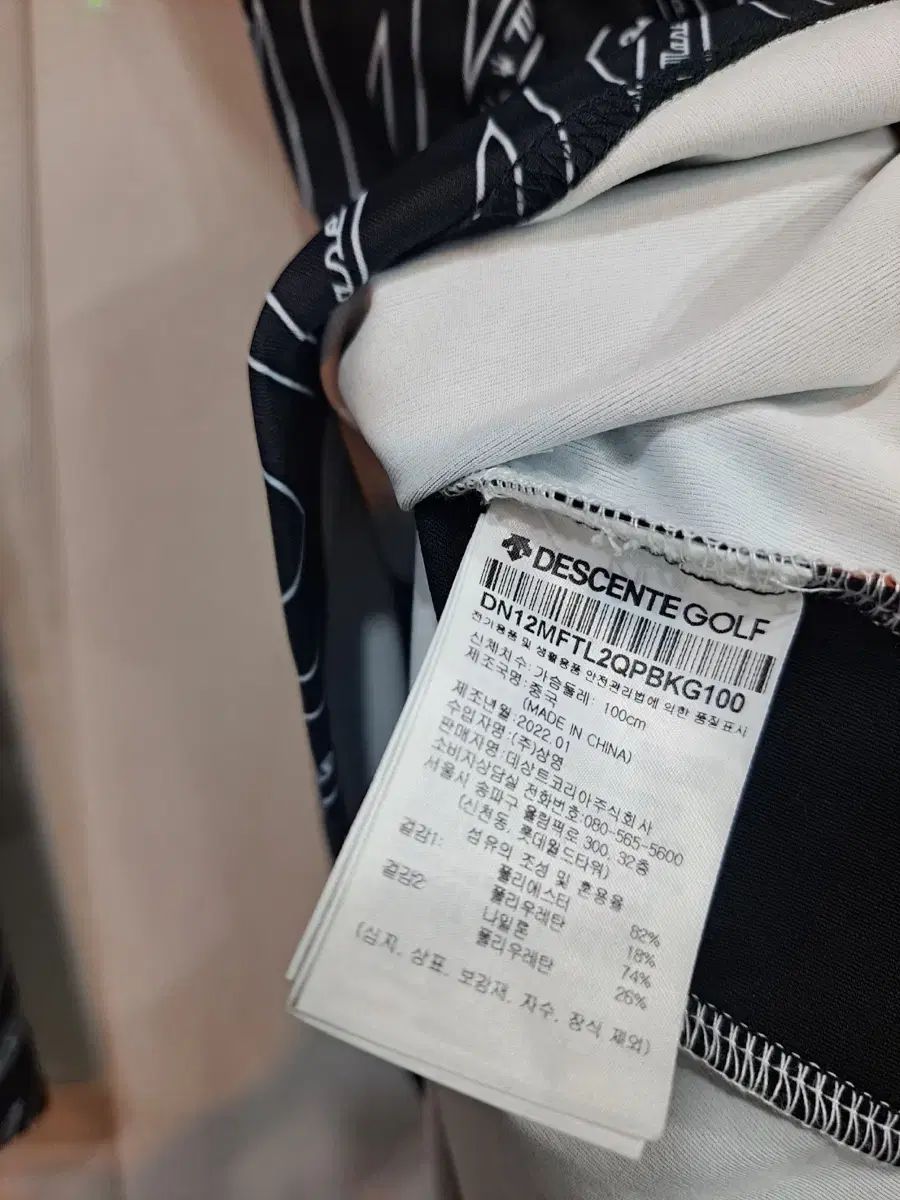 Masi
DESCENTE GOLF
DN12MFTL2QPBKG100
전기용품 및 생활용품 안전관리법에 의한 품질표시
신체치수: 가슴둘레: 100cm
제조국명: 중국
(MADE IN CHINA)
제조년월:2022.01
수입자명:(주)상영
판매자명:데상트코리아주식회사
소비자상담실 전화번호:080-565-5600
서울시 송파구 올림픽로 300, 32층
(신천동, 롯데월드타워)
섬유의 조성 및 혼용율
겉감1: 폴리에스터 82%
폴리우레탄 18%
겉감2 나일론 74%
폴리우레탄 26%
(심지, 상표, 보강재, 자수, 장식 제외)